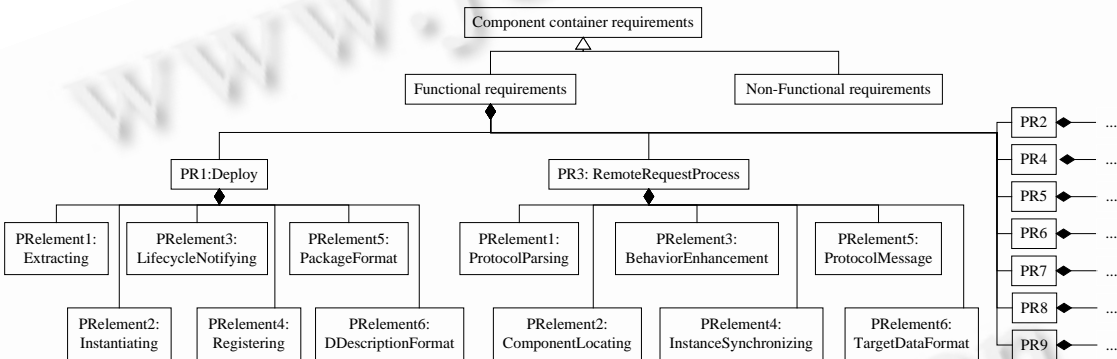 Component container requirements
Functional requirements
Non-Functional requirements
PR1:Deploy
PR3: RemoteRequestProcess
PRelement1:
Extracting
PRelement3:
LifecycleNotifying
PRelement5:
PackageFormat
PRelement1:
ProtocolParsing
PRelement3:
BehaviorEnhancement
PRelement5:
ProtocolMessage
PRelement2:
Instantiating
PRelement4:
Registering
PRelement6:
DDescriptionFormat
PRelement2:
ComponentLocating
PRelement4:
InstanceSynchronizing
PRelement6:
TargetDataFormat
PR2 ...
PR4 ...
PR5 ...
PR6 ...
PR7 ...
PR8 ...
PR9 ...